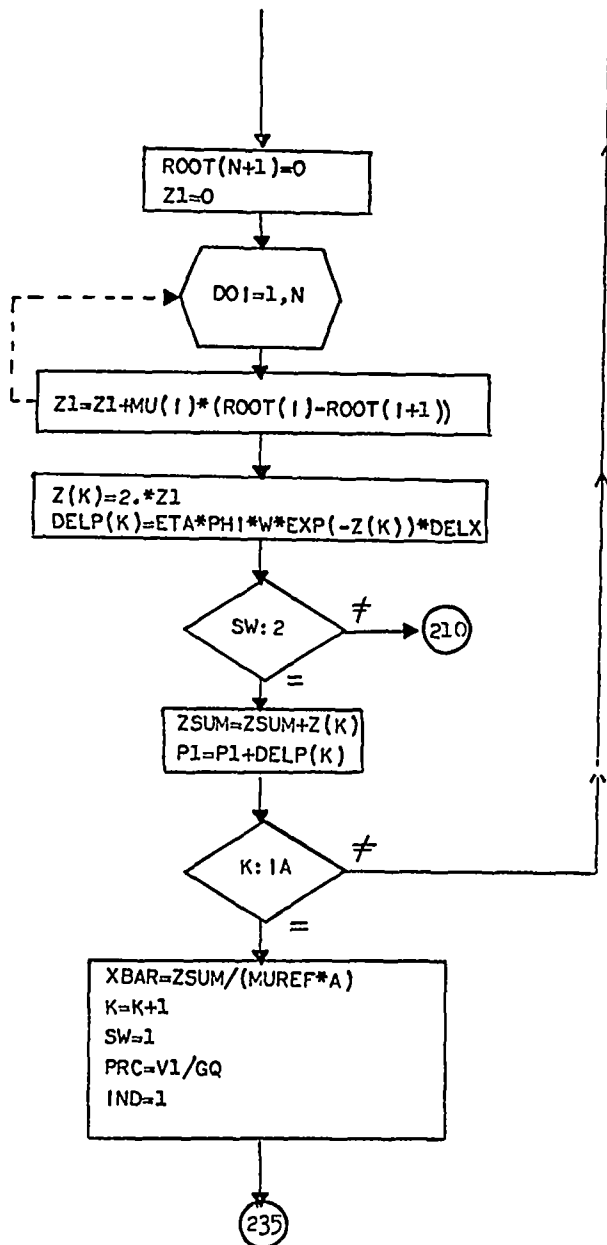 ROOT(N+1)=0
Z1=0
DO I=1,N
Z1=Z1+MU(I)*(ROOT(I)-ROOT(I+1))
Z(K)=2.*Z1
DELP(K)=ETA*PHI*W*EXP(-Z(K))*DELX
SW:2
≠
210
=
ZSUM=ZSUM+Z(K)
P1=P1+DELP(K)
K:IA
≠
=
XBAR=ZSUM/(MUREF*A)
K=K+1
SW=1
PRC=V1/GQ
IND=1
235